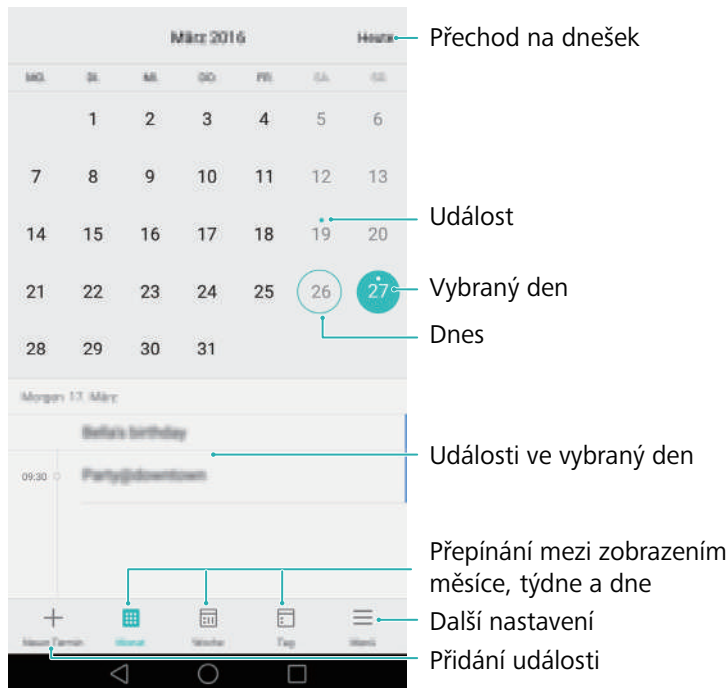 März 2016
Heute
Přechod na dnešek
MO. DI. MI. DO. FR. SA. SO.
1 2 3 4 5 6
7 8 9 10 11 12 13
Událost
14 15 16 17 18 19 20
21 22 23 24 25 26 27
Vybraný den
Dnes
28 29 30 31
Morgen 17. März
Bella's birthday
Události ve vybraný den
09:30 Party@downtown
Přepínání mezi zobrazením
měsíce, týdne a dne
Další nastavení
Neuer Termin Monat Woche Tag Menü
Přidání události